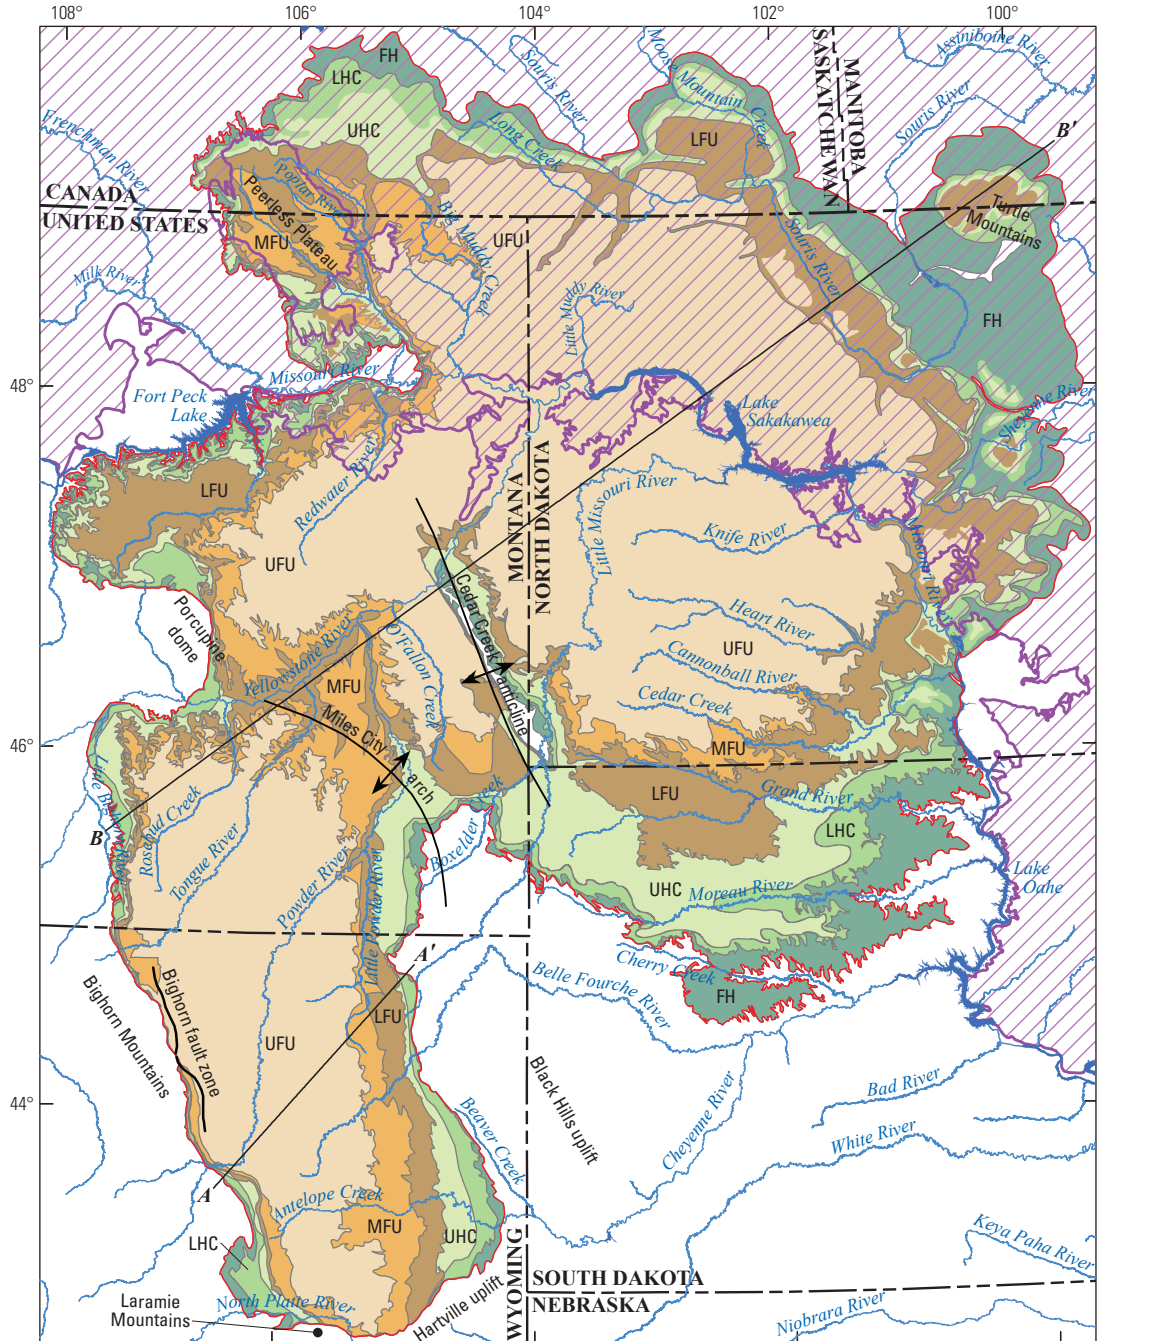 108°
106°
104°
102°
100°
FH
LHC
UHC
Souris River
Moose Mountain
Creek
SASKATCHEWAN
MANITOBA
Assiniboine River
Souris River
B′
Long Creek
LFU
Frenchman River
Poplar River
Peerless Plateau
MFU
CANADA
UNITED STATES
Big Muddy Creek
UFU
Turtle
Mountains
Souris River
Milk River
Little Muddy River
FH
48°
Missouri River
Fort Peck
Lake
Lake
Sakakawea
Sheyenne River
LFU
Redwater River
MONTANA
NORTH DAKOTA
Little Missouri River
Knife River
Missouri River
UFU
Cedar Creek anticline
Porcupine
dome
Heart River
UFU
Yellowstone River
O'Fallon Creek
Cannonball River
MFU
Cedar Creek
Miles City
arch
46°
MFU
LFU
Grand River
LHC
B
Rosebud Creek
Tongue River
Powder River
Little Powder River
Boxelder Creek
UHC
Moreau River
Lake
Oahe
A′
Cherry Creek
Belle Fourche River
FH
Bighorn fault zone
Bighorn Mountains
LFU
UFU
Black Hills uplift
44°
Bad River
White River
Cheyenne River
Beaver Creek
A
Antelope Creek
MFU
UHC
LHC
Keya Paha River
WYOMING
SOUTH DAKOTA
NEBRASKA
Laramie
Mountains
North Platte River
Hartville uplift
Niobrara River